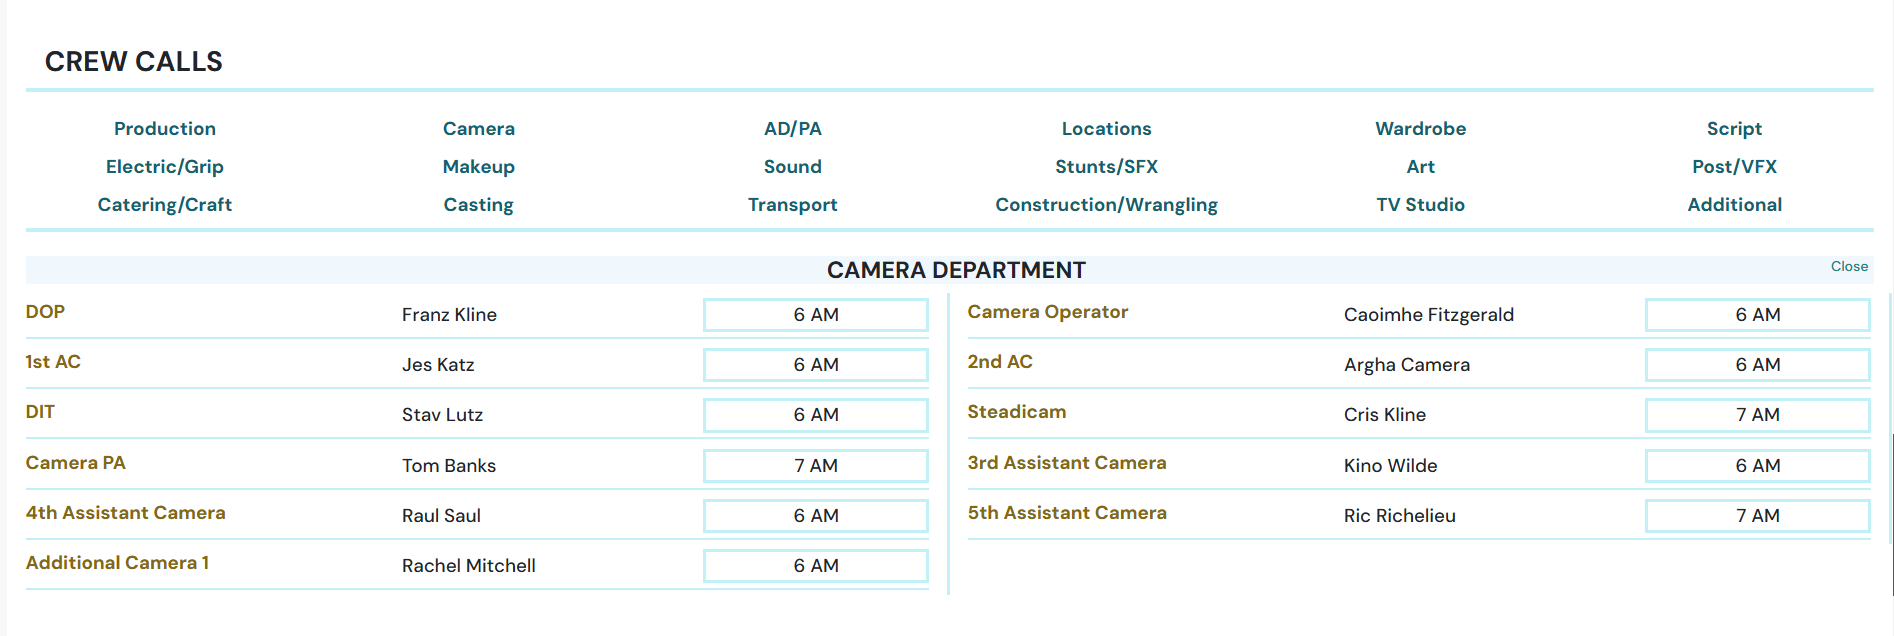 CREW CALLS
Production Camera AD/PA Locations Wardrobe Script
Electric/Grip Makeup Sound Stunts/SFX Art Post/VFX
Catering/Craft Casting Transport Construction/Wrangling TV Studio Additional
CAMERA DEPARTMENT Close
DOP Franz Kline 6 AM Camera Operator Caoimhe Fitzgerald 6 AM
1st AC Jes Katz 6 AM 2nd AC Argha Camera 6 AM
DIT Stav Lutz 6 AM Steadicam Cris Kline 7 AM
Camera PA Tom Banks 7 AM 3rd Assistant Camera Kino Wilde 6 AM
4th Assistant Camera Raul Saul 6 AM 5th Assistant Camera Ric Richelieu 7 AM
Additional Camera 1 Rachel Mitchell 6 AM